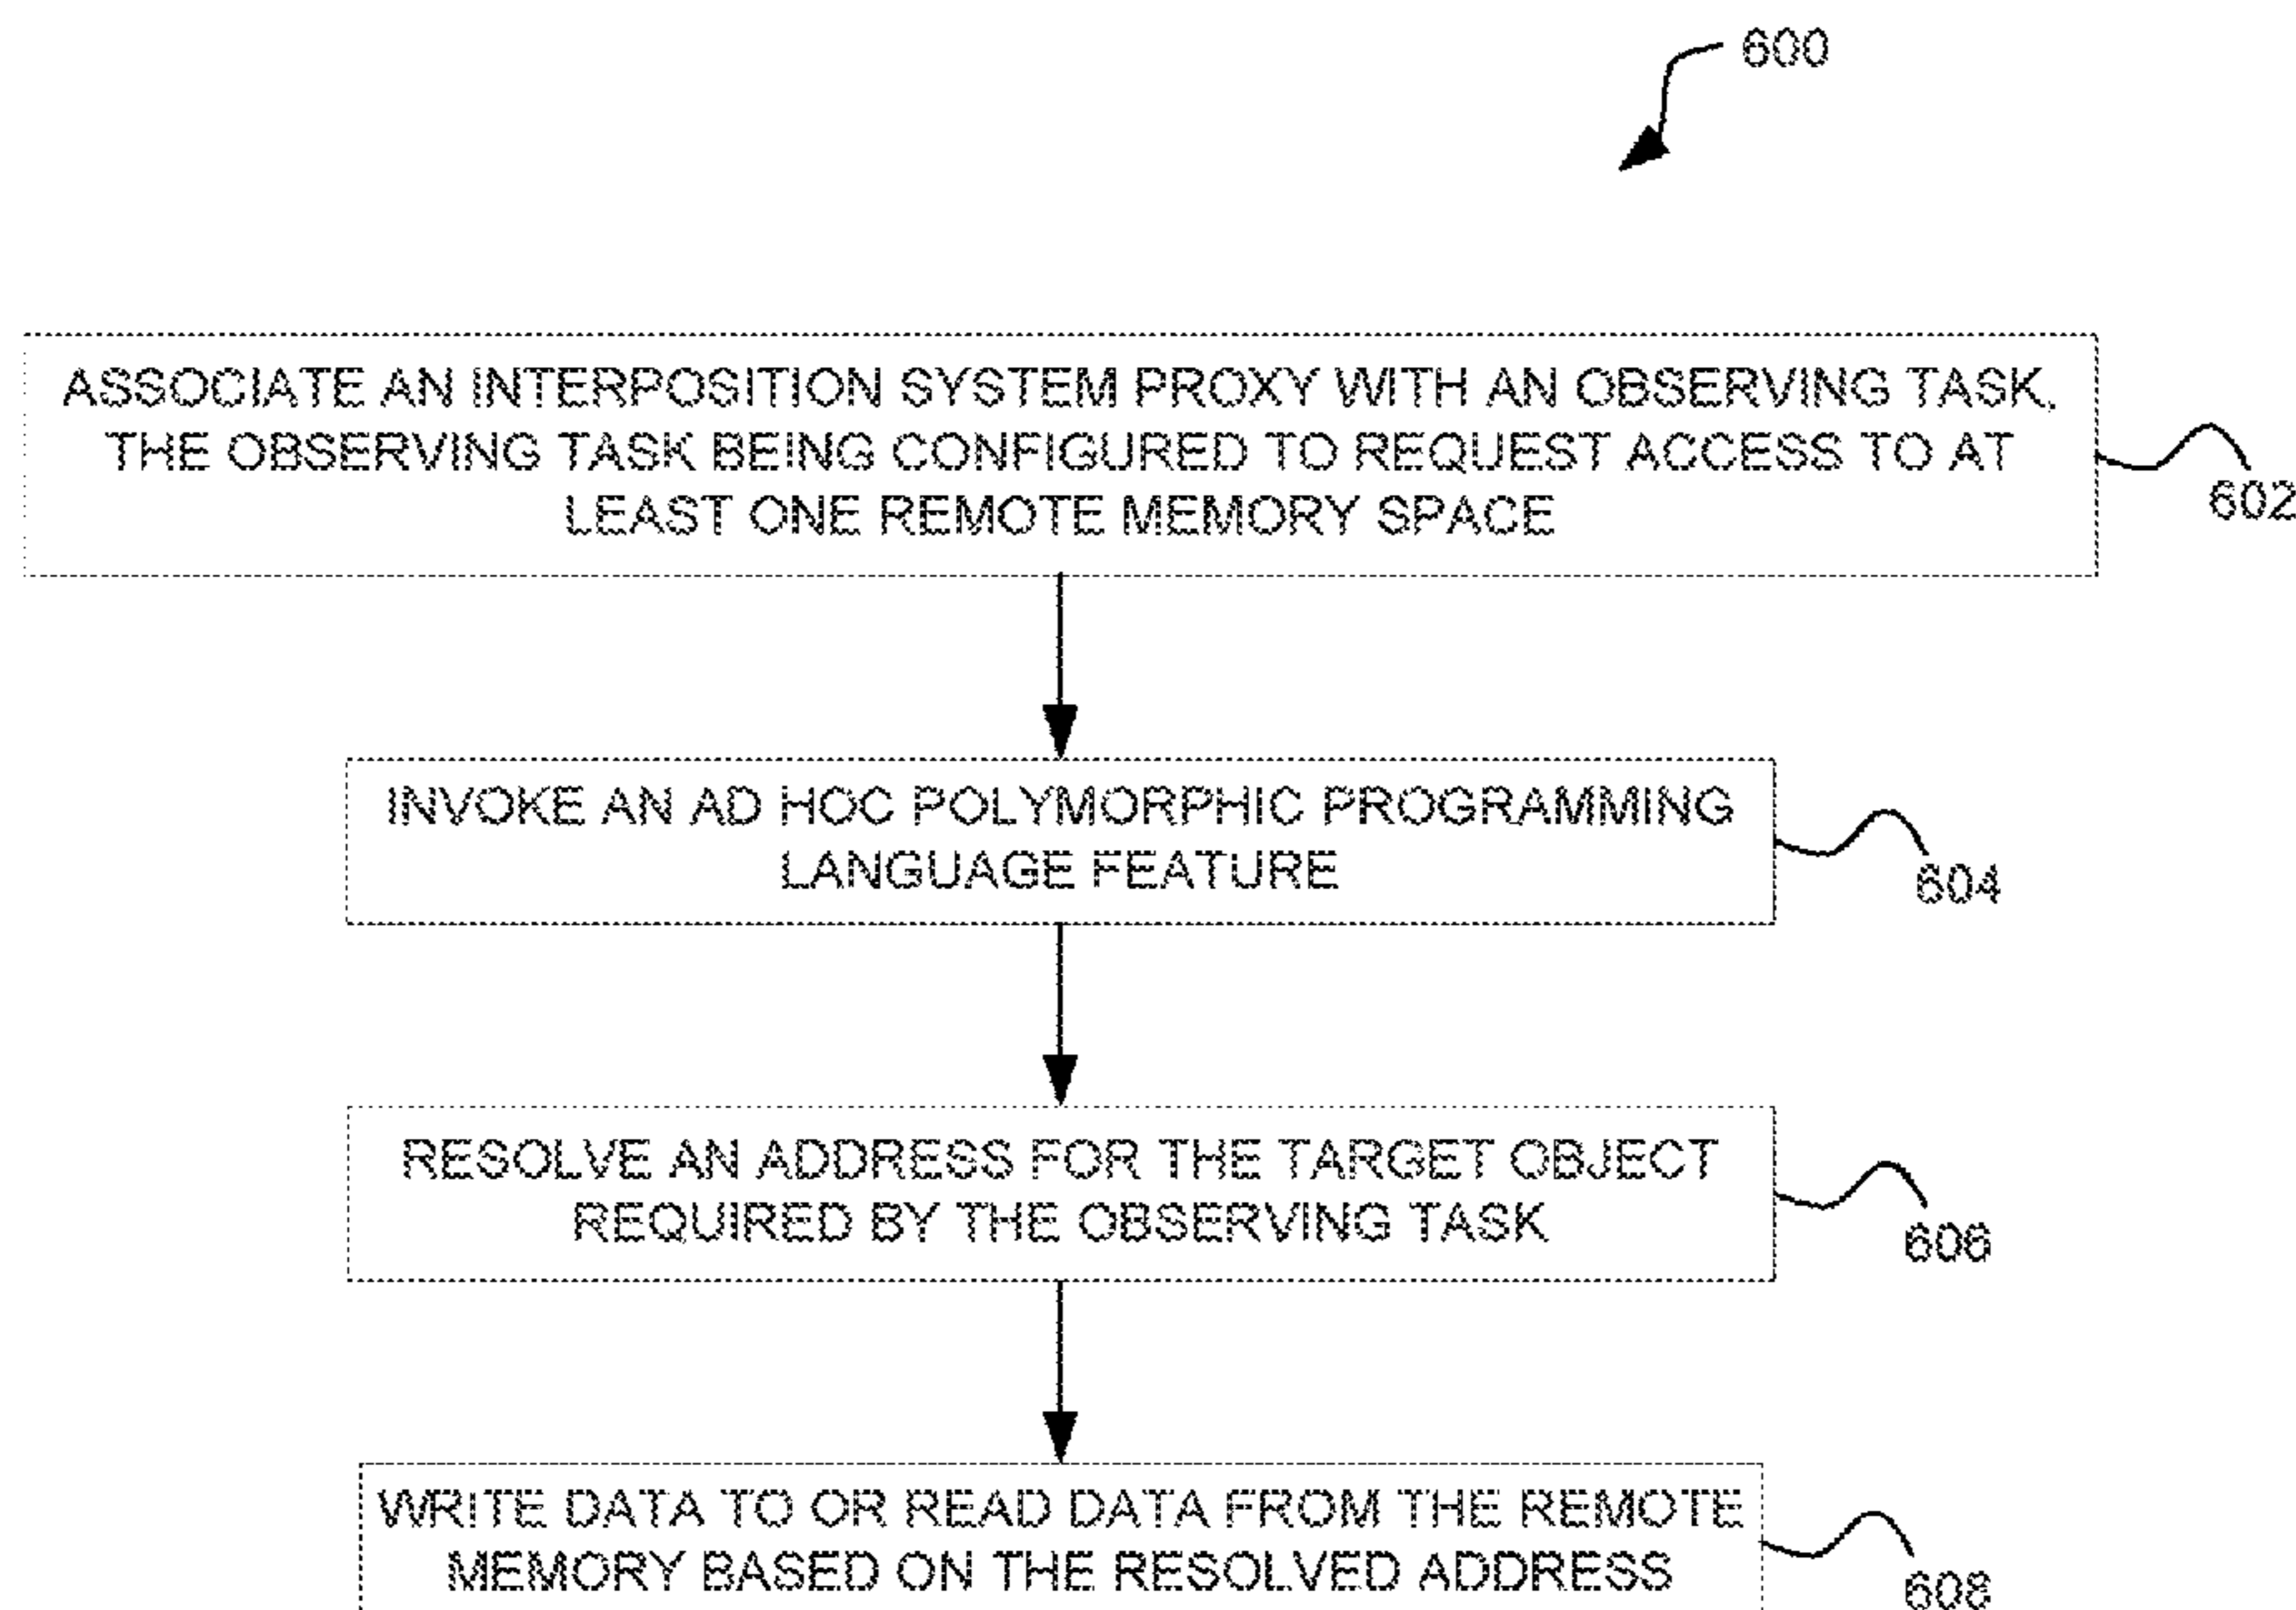 600
ASSOCIATE AN INTERPOSITION SYSTEM PROXY WITH AN OBSERVING TASK,
THE OBSERVING TASK BEING CONFIGURED TO REQUEST ACCESS TO AT
LEAST ONE REMOTE MEMORY SPACE
602
INVOKE AN AD HOC POLYMORPHIC PROGRAMMING
LANGUAGE FEATURE
604
RESOLVE AN ADDRESS FOR THE TARGET OBJECT
REQUIRED BY THE OBSERVING TASK
606
WRITE DATA TO OR READ DATA FROM THE REMOTE
MEMORY BASED ON THE RESOLVED ADDRESS
608